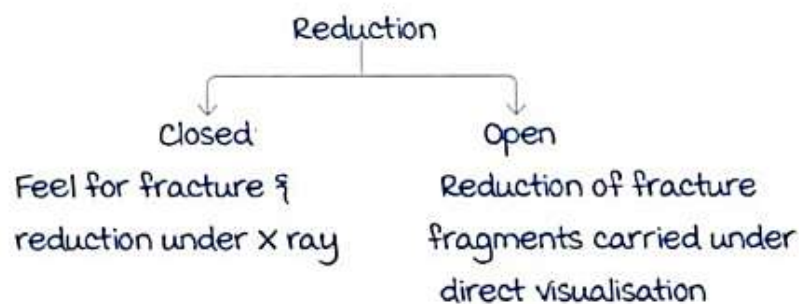 Reduction
Closed
Feel for fracture &
reduction under X ray
Open
Reduction of fracture
fragments carried under
direct visualisation